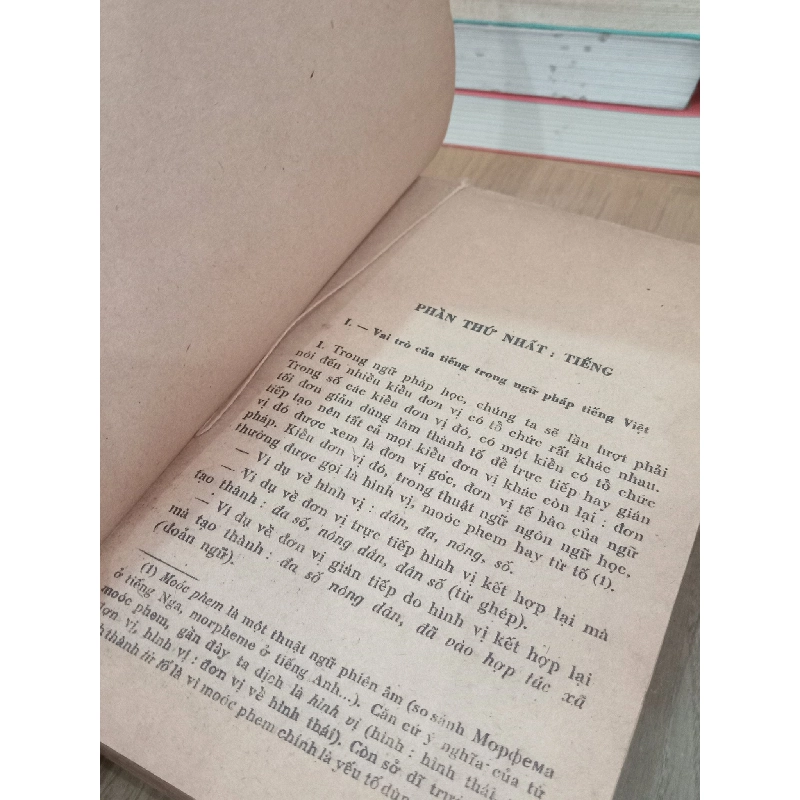 PHẦN THỨ NHẤT : TIẾNG
I. — Vai trò của tiếng trong ngữ pháp tiếng Việt
1. Trong ngữ pháp học, chúng ta sẽ lần lượt phải
nói đến nhiều kiểu đơn vị có tổ chức rất khác nhau.
Trong số các kiểu đơn vị đó, có một kiểu có tổ chức
tối đơn giản dùng làm thành tố để trực tiếp hay gián
tiếp tạo nên tất cả mọi kiểu đơn vị khác còn lại : đơn
vị đó được xem là đơn vị gốc, đơn vị tế bào của ngữ
pháp. Kiểu đơn vị đó, trong thuật ngữ ngôn ngữ học,
thường được gọi là hình vị, moóc phem hay từ tố (1).
— Ví dụ về hình vị : dân, đa, nông, số.
— Ví dụ về đơn vị trực tiếp hình vị kết hợp lại mà
tạo thành : đa số, nông dân, dân số (từ ghép).
— Ví dụ về đơn vị gián tiếp do hình vị kết hợp lại
mà tạo thành : đa số nông dân, đã vào hợp tác xã
(đoản ngữ).
(1) Moóc phem là một thuật ngữ phiên âm (so sánh Морфема
ở tiếng Nga, morpheme ở tiếng Anh...). Căn cứ ý nghĩa của từ
moóc phem, gần đây ta dịch là hình vị (hình : hình thái,
vị, hình vị : đơn vị về hình thái). Còn sở dĩ trướ
thành từ tố là vì moóc phem chính là yếu tố dùn